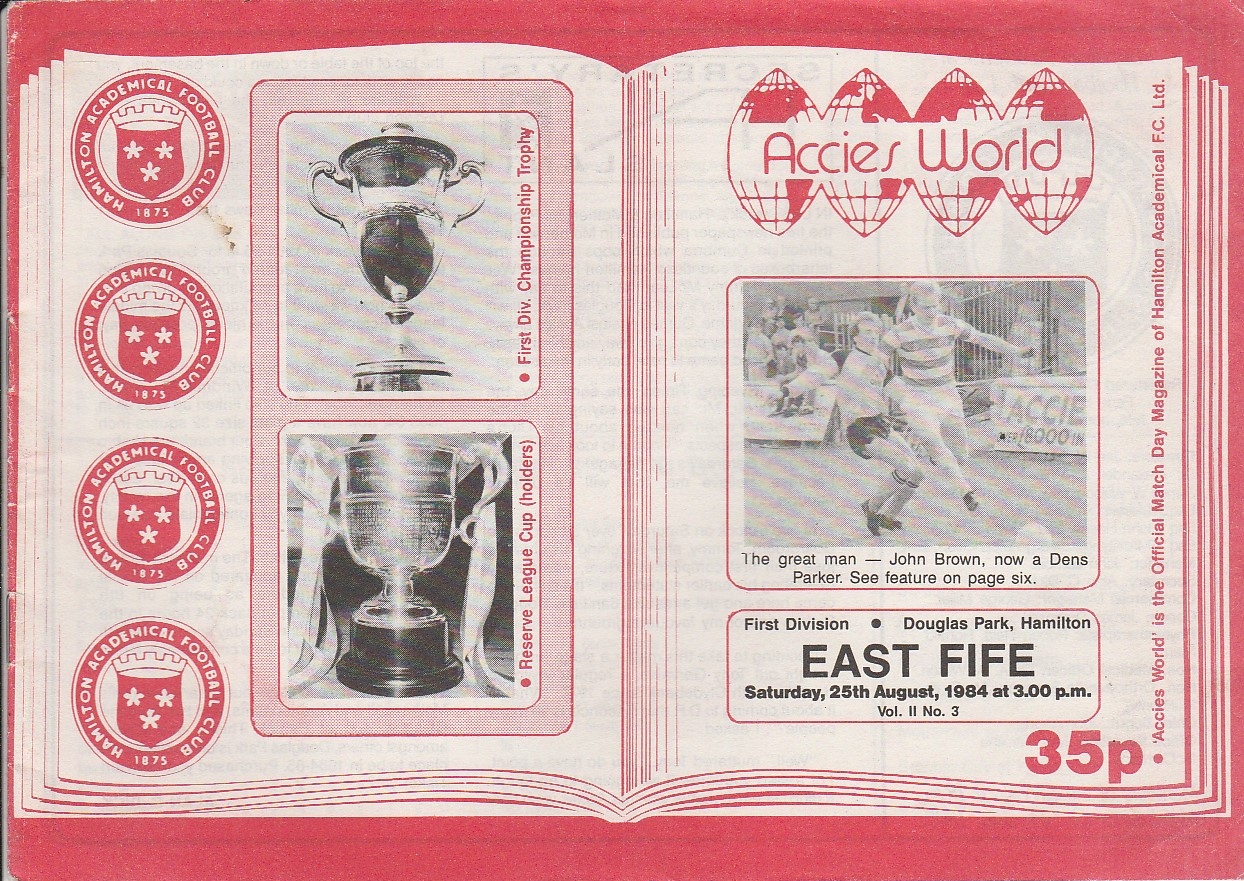 HAMILTON ACADEMICAL FOOTBALL CLUB
1875
HAMILTON ACADEMICAL FOOTBALL CLUB
1875
HAMILTON ACADEMICAL FOOTBALL CLUB
1875
HAMILTON ACADEMICAL FOOTBALL CLUB
1875
● First Div. Championship Trophy
● Reserve League Cup (holders)
Accies World
ACCIE
The great man — John Brown, now a Dens
Parker. See feature on page six.
First Division ● Douglas Park, Hamilton
EAST FIFE
Saturday, 25th August, 1984 at 3.00 p.m.
Vol. II No. 3
35p
● 'Accies World' is the Official Match Day Magazine of Hamilton Academical F.C. Ltd.